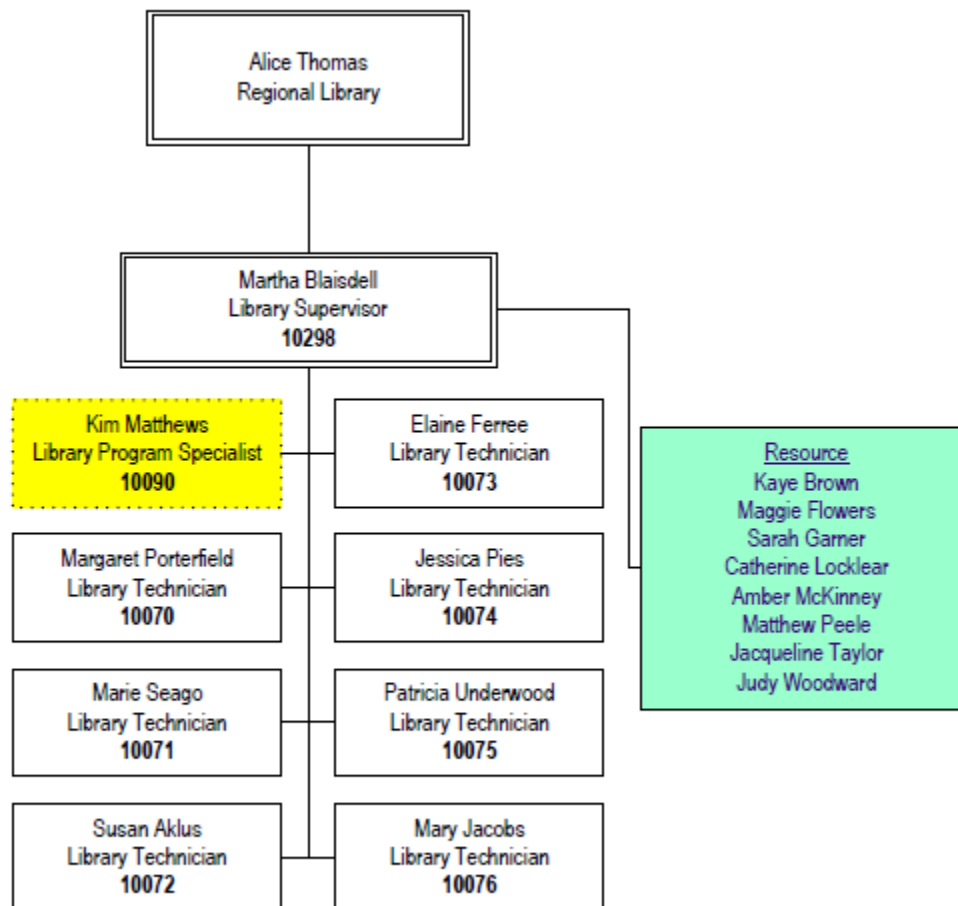 Alice Thomas
Regional Library
Martha Blaisdell
Library Supervisor
10298
Kim Matthews
Library Program Specialist
10090
Elaine Ferree
Library Technician
10073
Margaret Porterfield
Library Technician
10070
Jessica Pies
Library Technician
10074
Marie Seago
Library Technician
10071
Patricia Underwood
Library Technician
10075
Susan Aklus
Library Technician
10072
Mary Jacobs
Library Technician
10076
Resource
Kaye Brown
Maggie Flowers
Sarah Garner
Catherine Locklear
Amber McKinney
Matthew Peele
Jacqueline Taylor
Judy Woodward